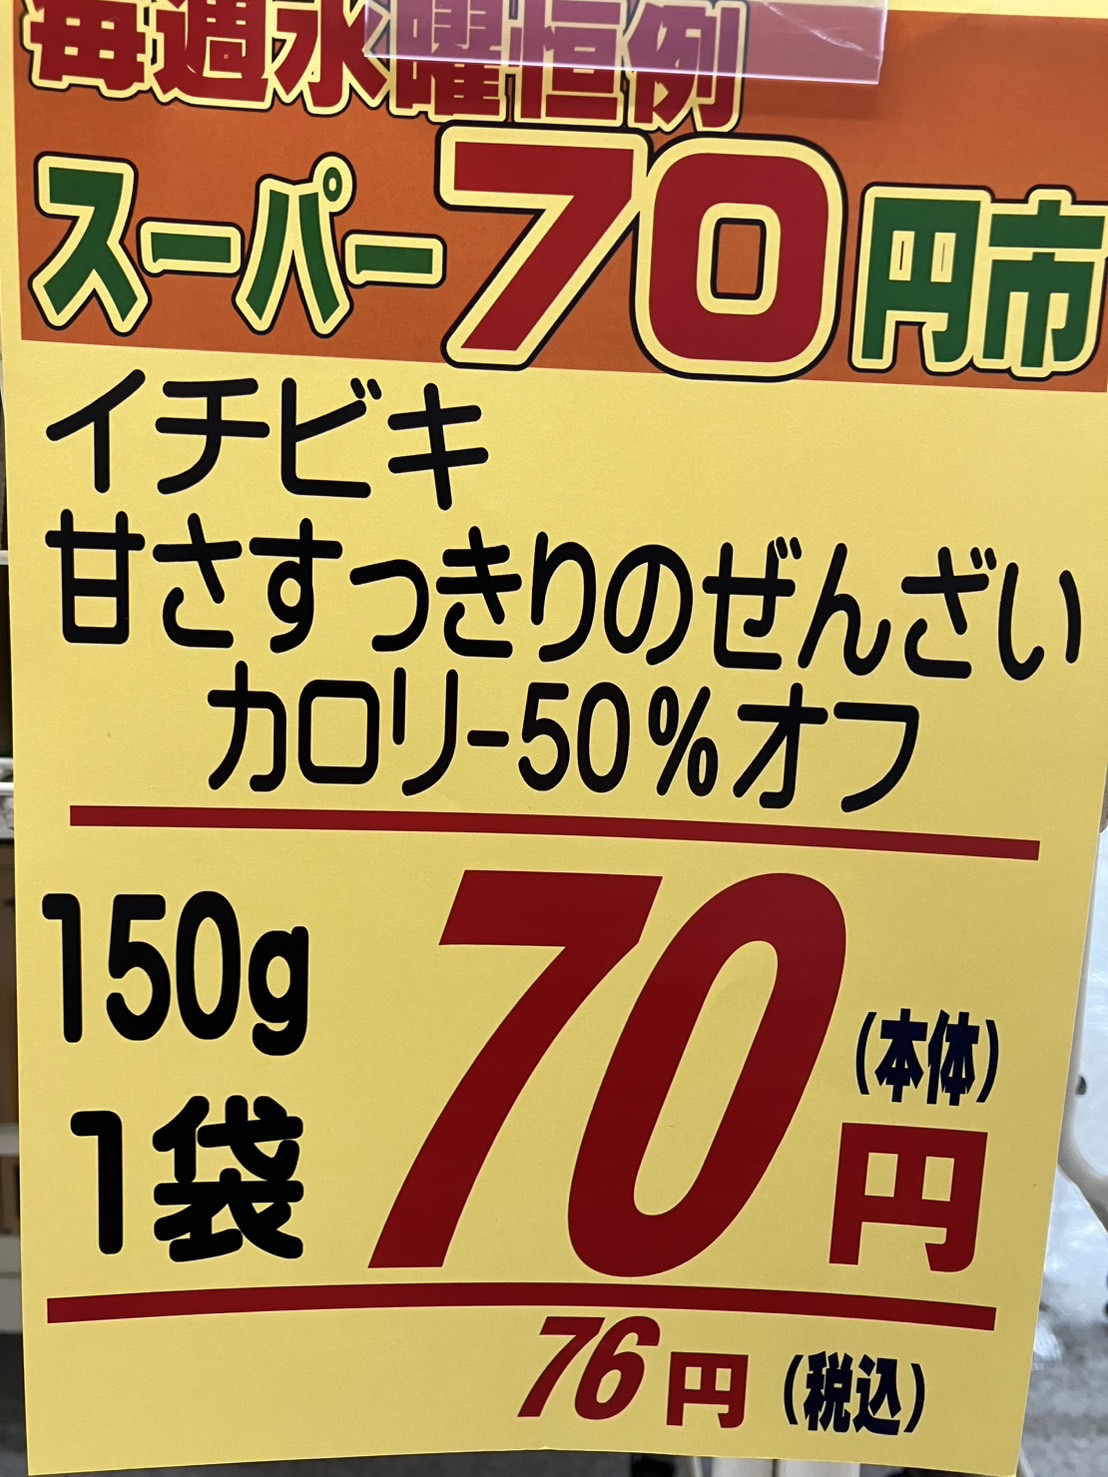 毎週水曜恒例
スーパー70円市
イチビキ
甘さすっきりのぜんざい
カロリー50%オフ
150g
1袋
70円
(本体)
76円(税込)